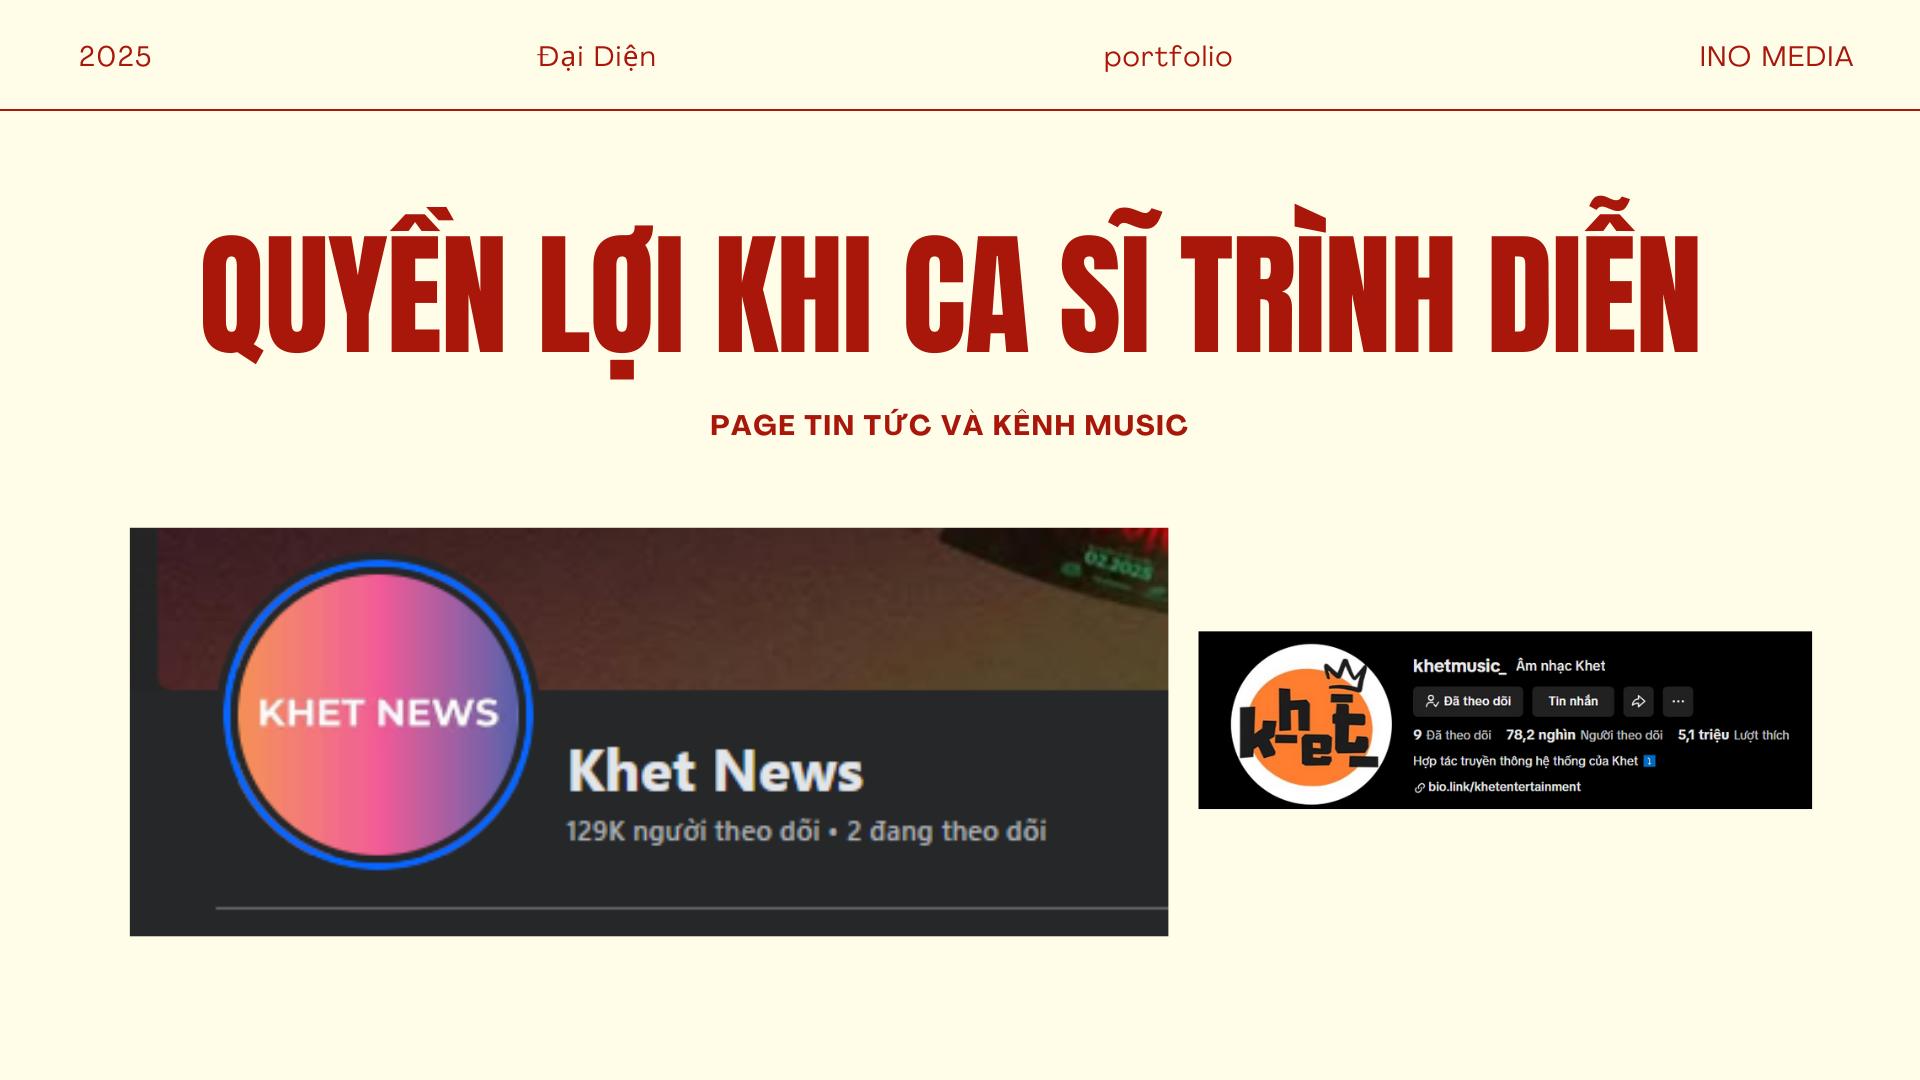 2025 Đại Diện portfolio INO MEDIA
QUYỀN LỢI KHI CA SĨ TRÌNH DIỄN
PAGE TIN TỨC VÀ KÊNH MUSIC
02.2025
KHET NEWS
Khet News
129K người theo dõi • 2 đang theo dõi
khet
khetmusic_ Âm nhạc Khet
Đã theo dõi Tin nhắn ...
9 Đã theo dõi 78,2 nghìn Người theo dõi 5,1 triệu Lượt thích
Hợp tác truyền thông hệ thống của Khet
bio.link/khetentertainment